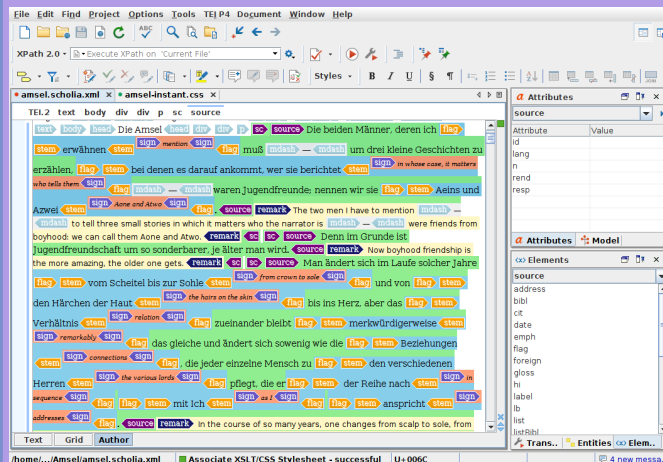 File Edit Find Project Options Tools TEI P4 Document Window Help
XPath 2.0 Execute XPath on 'Current File'
Styles B I U § ¶
amsel.scholia.xml amsel-instant.css
TEI.2 text body div div p sc source
text body head Die Amsel head div div p sc source Die beiden Männer, deren ich flag
stem erwähnen stem sign mention sign flag muß mdash — mdash um drei kleine Geschichten zu
erzählen, flag bei denen es darauf ankommt, wer sie berichtet stem sign in whose case, it matters
who tells them sign flag mdash — mdash waren Jugendfreunde; nennen wir sie flag stem Aeins und
Azwei stem sign Aone and Atwo sign flag . source remark The two men I have to mention mdash —
mdash to tell three small stories in which it matters who the narrator is mdash — mdash were friends from
boyhood: we can call them Aone and Atwo. remark sc sc source Denn im Grunde ist
Jugendfreundschaft um so sonderbarer, je älter man wird. source remark Now boyhood friendship is
the more amazing, the older one gets. remark sc sc source Man ändert sich im Laufe solcher Jahre
flag stem vom Scheitel bis zur Sohle stem sign from crown to sole sign flag und von flag stem
den Härchen der Haut stem sign the hairs on the skin sign flag bis ins Herz, aber das flag stem
Verhältnis stem sign relation sign flag zueinander bleibt flag stem merkwürdigerweise stem
sign remarkably sign flag das gleiche und ändert sich sowenig wie die flag stem Beziehungen
stem sign connections sign flag , die jeder einzelne Mensch zu flag stem den verschiedenen
Herren stem sign the various lords sign flag pflegt, die er flag stem der Reihe nach stem sign in
sequence sign flag flag stem mit Ich stem sign as I sign flag flag stem anspricht stem sign
addresses sign flag . source remark In the course of so many years, one changes from scalp to sole, from
Text Grid Author
Attributes
source
Attribute Value
id
lang
n
rend
resp
Attributes Model
Elements
source
address
bibl
cit
date
emph
flag
foreign
gloss
hi
label
lb
list
listBibl
Trans.. Entities Elem..
/home/.../Amsel/amsel.scholia.xml Associate XSLT/CSS Stylesheet - successful U+006C 4 new messa.